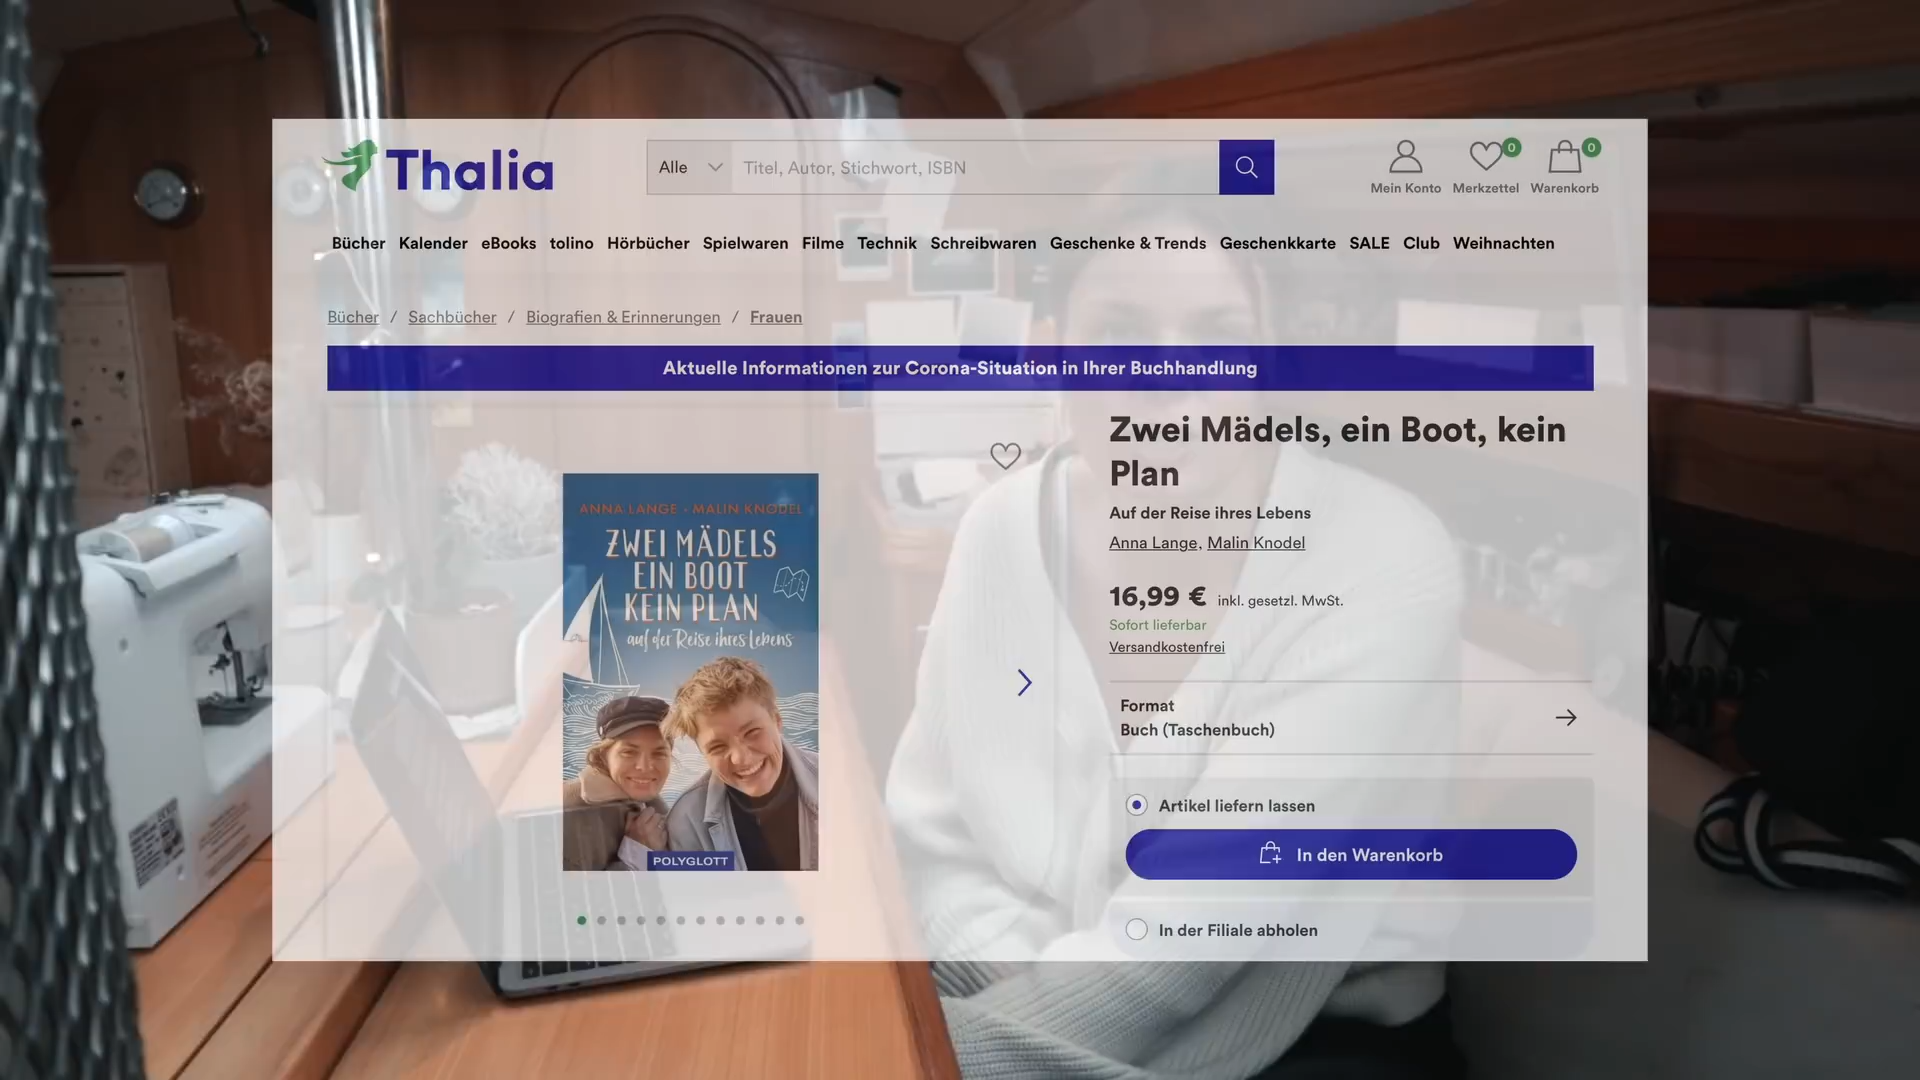 Thalia
Alle
Titel, Autor, Stichwort, ISBN
Mein Konto
0
Merkzettel
0
Warenkorb
Bücher Kalender eBooks tolino Hörbücher Spielwaren Filme Technik Schreibwaren Geschenke & Trends Geschenkkarte SALE Club Weihnachten
Bücher / Sachbücher / Biografien & Erinnerungen / Frauen
Aktuelle Informationen zur Corona-Situation in Ihrer Buchhandlung
ANNA LANGE · MALIN KNODEL
ZWEI MÄDELS
EIN BOOT
KEIN PLAN
auf der Reise ihres Lebens
POLYGLOTT
Zwei Mädels, ein Boot, kein
Plan
Auf der Reise ihres Lebens
Anna Lange, Malin Knodel
16,99 € inkl. gesetzl. MwSt.
Sofort lieferbar
Versandkostenfrei
Format
Buch (Taschenbuch)
Artikel liefern lassen
In den Warenkorb
In der Filiale abholen